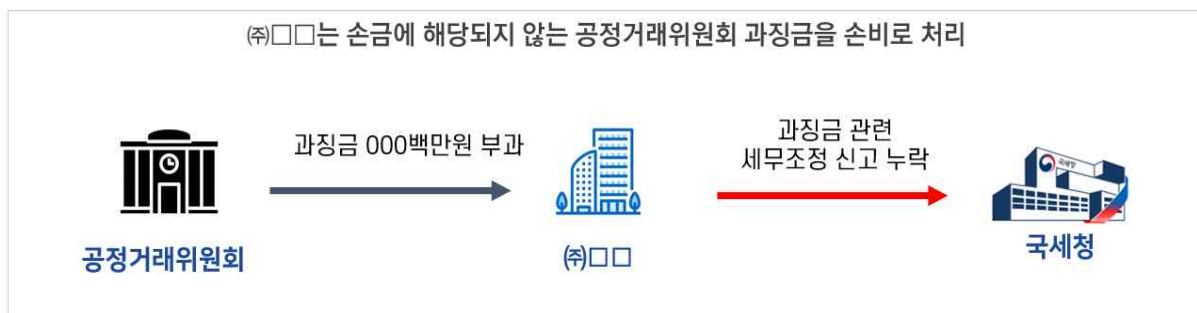 ㈜□□는 손금에 해당되지 않는 공정거래위원회 과징금을 손비로 처리
과징금 000백만원 부과
과징금 관련
세무조정 신고 누락
국세청
공정거래위원회
㈜□□
국세청